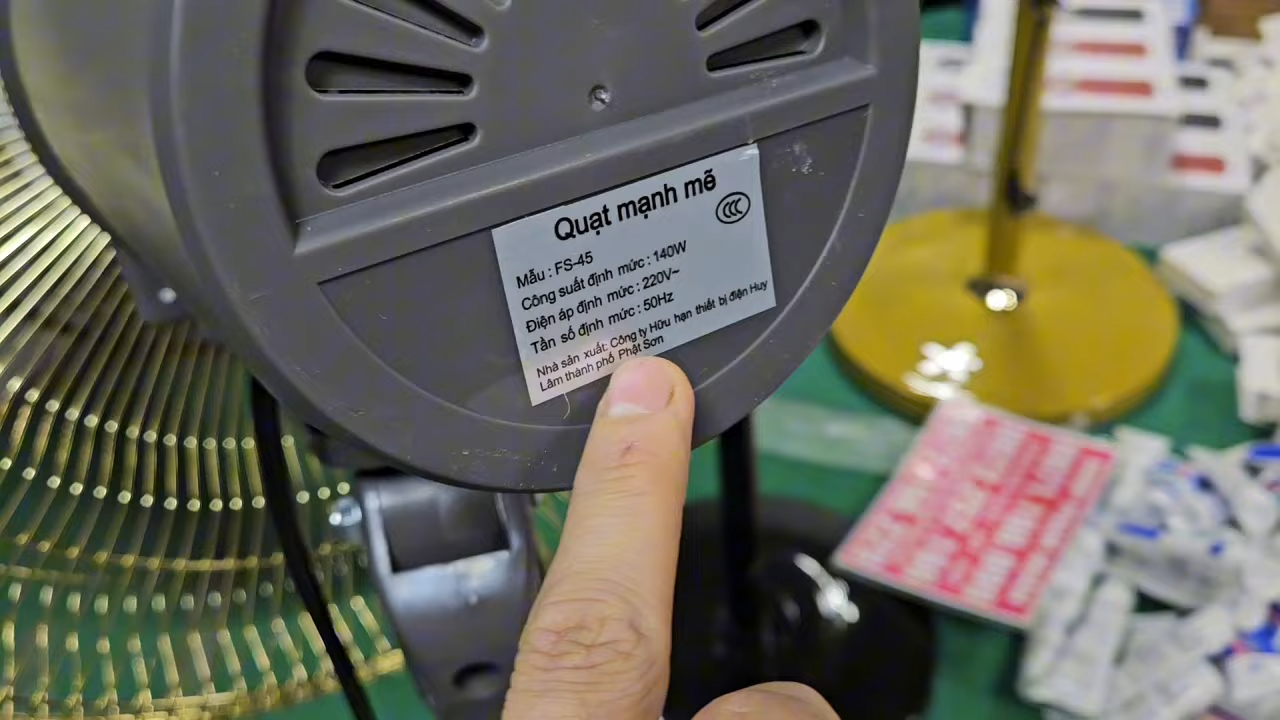 Quạt mạnh mẽ
CCC
Mẫu : FS-45
Công suất định mức : 140W
Điện áp định mức : 220V~
Tần số định mức : 50Hz
Nhà sản xuất: Công ty Hữu hạn thiết bị điện Huy
Lâm thành phố Phật Sơn